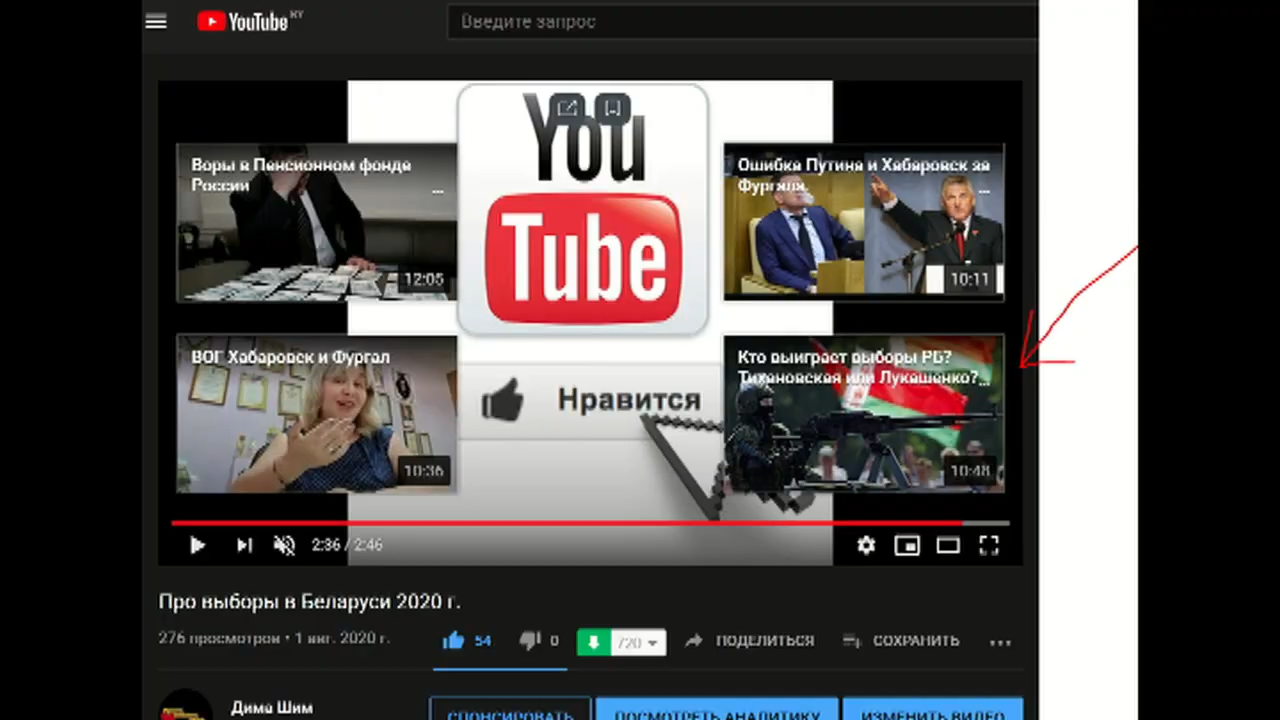 YouTube KY
Введите запрос
You
Tube
Воры в Пенсионном фонде
России
...
12:05
Ошибка Путина и Хабаровск за
Фургала.
...
10:11
ВОГ Хабаровск и Фургал
10:36
Нравится
Кто выиграет выборы РБ?
Тихановская или Лукашенко?...
10:48
2:36 / 2:46
Про выборы в Беларуси 2020 г.
276 просмотров • 1 авг. 2020 г.
54
0
720
ПОДЕЛИТЬСЯ
СОХРАНИТЬ
Дима Шим
СПОНСИРОВАТЬ
ПОСМОТРЕТЬ АНАЛИТИКУ
ИЗМЕНИТЬ ВИДЕО